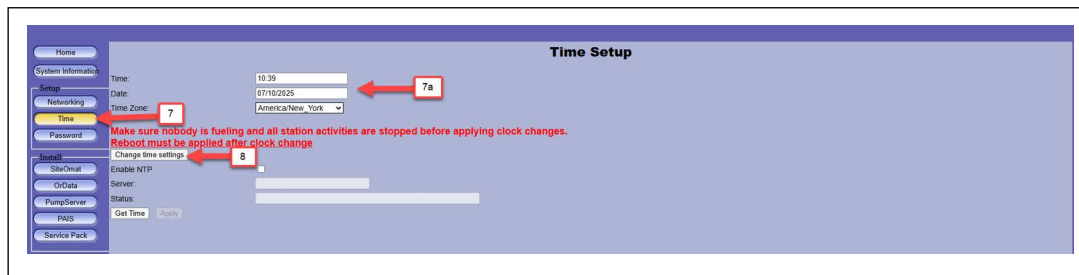 Time Setup
Home
System Information
Setup
Networking
Time
Password
Install
SiteOmat
OrData
PumpServer
PAIS
Service Pack
Time: 10:39
Date: 07/10/2025
Time Zone: America/New_York
7a
7
Make sure nobody is fueling and all station activities are stopped before applying clock changes.
Reboot must be applied after clock change
Change time settings
8
Enable NTP
Server:
Status:
Get Time Apply